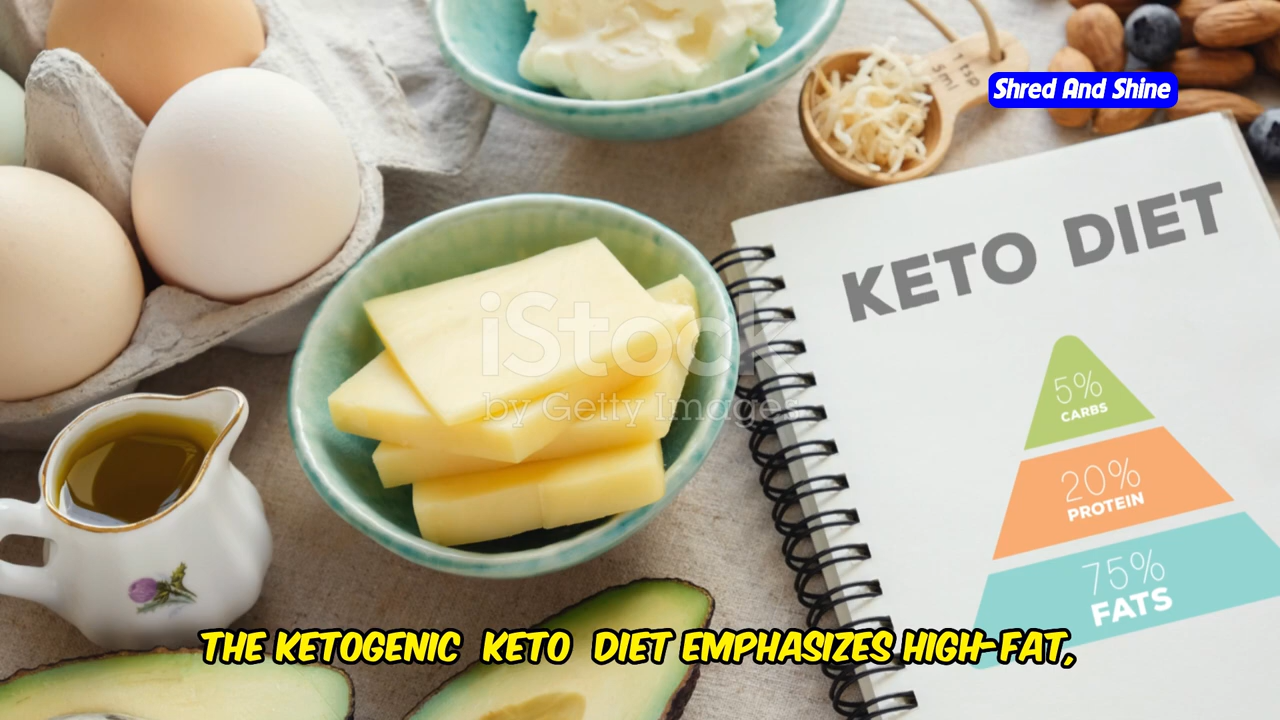 Shred And Shine
1 tsp
5ml
KETO DIET
5%
CARBS
20%
PROTEIN
75%
FATS
iStock
by Getty Images
THE KETOGENIC  KETO  DIET EMPHASIZES HIGH-FAT,